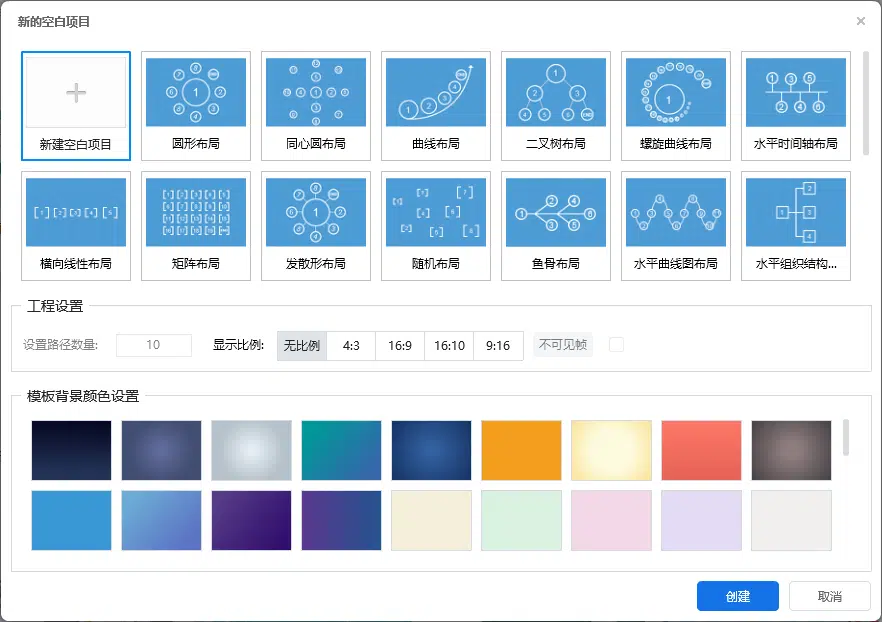 新的空白项目
新建空白项目 圆形布局 同心圆布局 曲线布局 二叉树布局 螺旋曲线布局 水平时间轴布局
横向线性布局 矩阵布局 发散形布局 随机布局 鱼骨布局 水平曲线图布局 水平组织结构...
工程设置
设置路径数量: 10 显示比例: 无比例 4:3 16:9 16:10 9:16 不可见帧
模板背景颜色设置
创建 取消